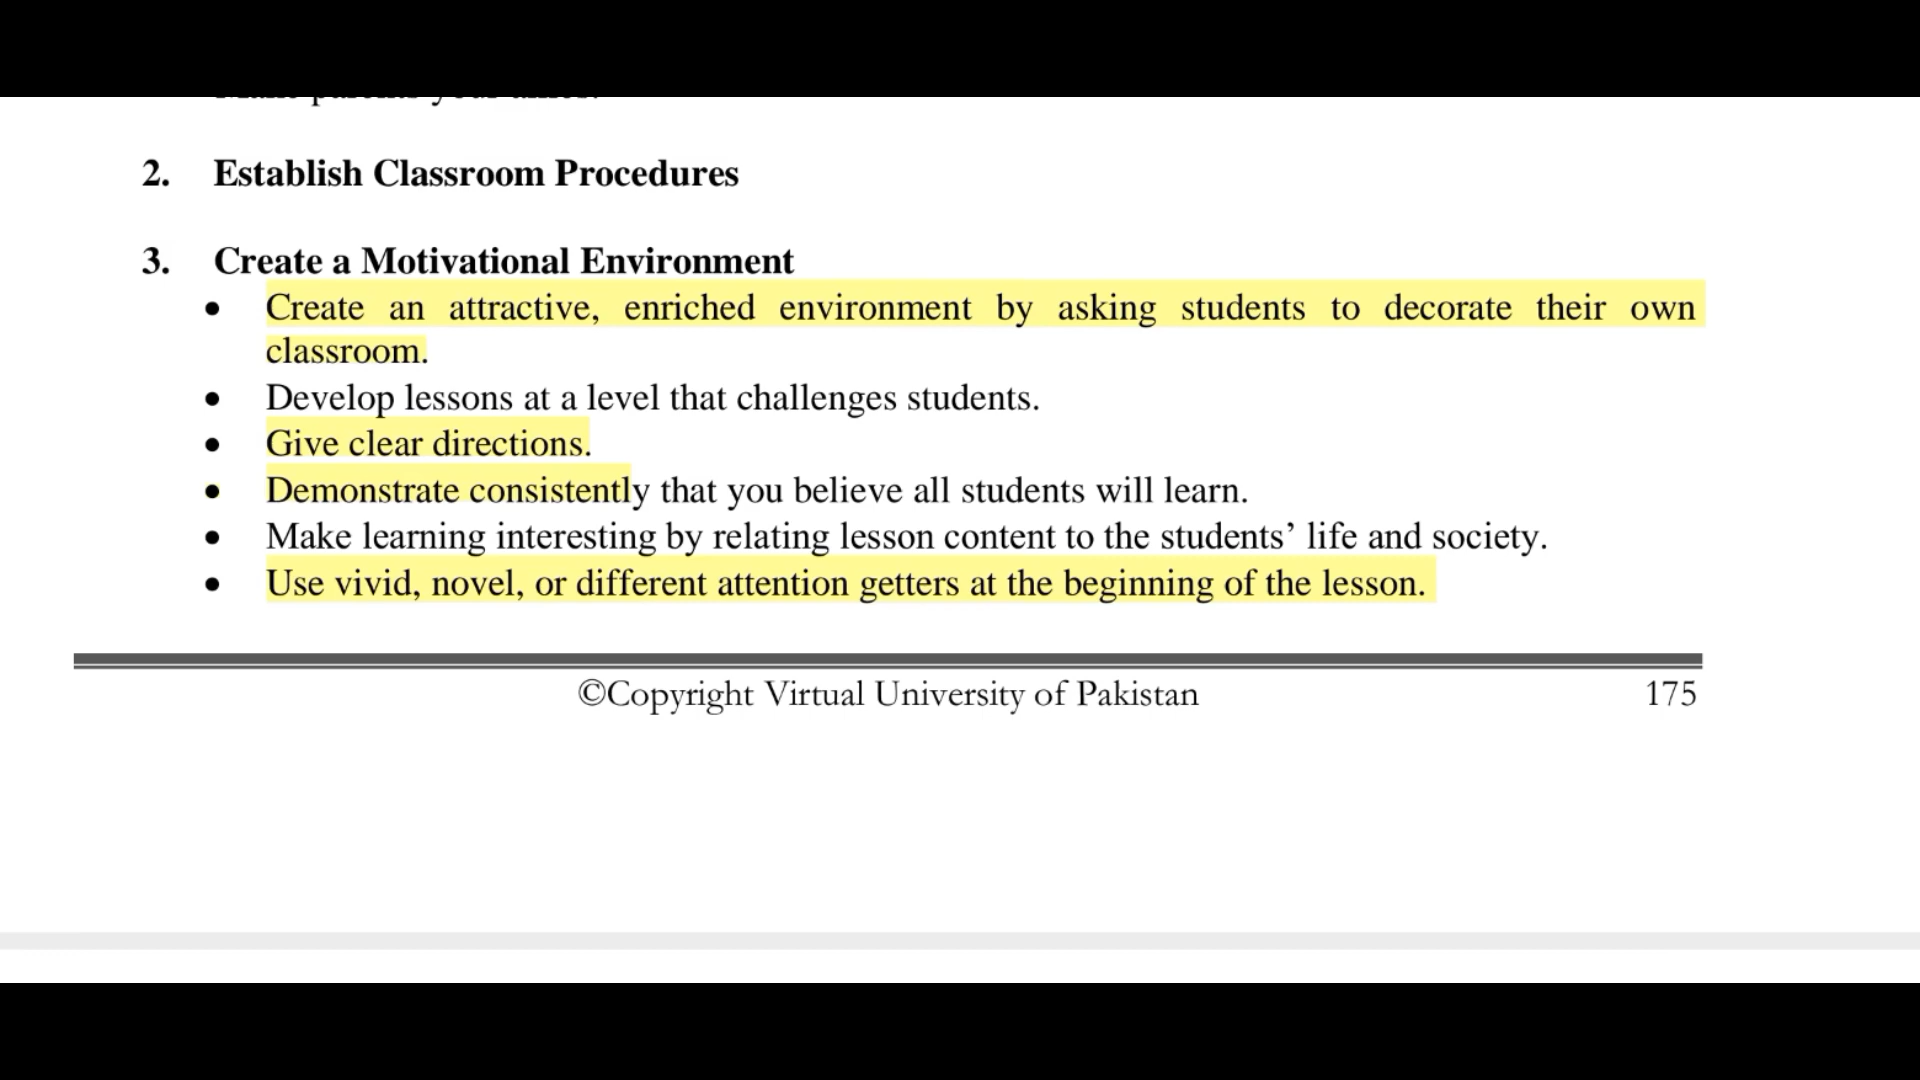 2. Establish Classroom Procedures
3. Create a Motivational Environment
• Create an attractive, enriched environment by asking students to decorate their own
classroom.
• Develop lessons at a level that challenges students.
• Give clear directions.
• Demonstrate consistently that you believe all students will learn.
• Make learning interesting by relating lesson content to the students’ life and society.
• Use vivid, novel, or different attention getters at the beginning of the lesson.
©Copyright Virtual University of Pakistan 175